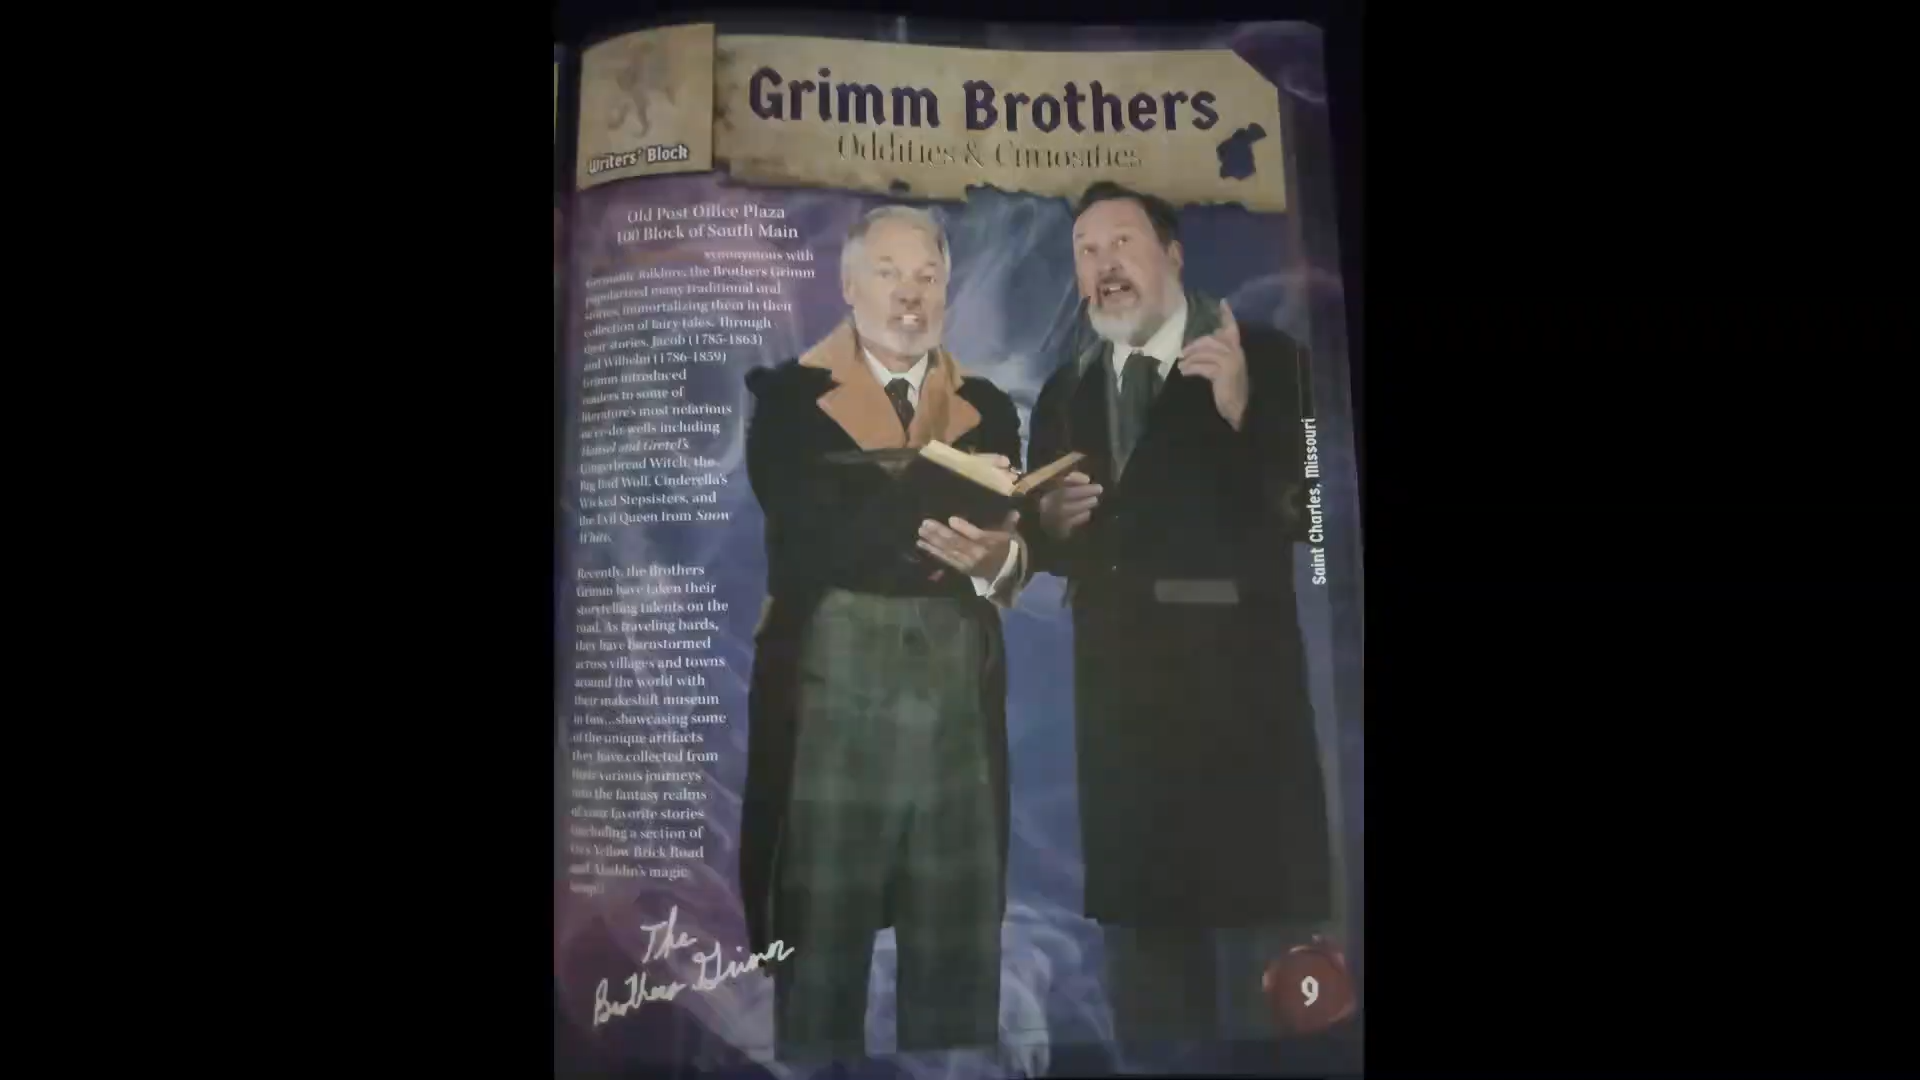 Writers' Block
Grimm Brothers
Oddities & Curiosities
Old Post Office Plaza
100 Block of South Main
synonymous with
Germanic folklore, the Brothers Grimm
popularized many traditional oral
stories, immortalizing them in their
collection of fairy tales. Through
their stories, Jacob (1785-1863)
and Wilhelm (1786-1859)
Grimm introduced
readers to some of
literature's most nefarious
ne'er-do-wells including
Hansel and Gretel's
Gingerbread Witch, the
Big Bad Wolf, Cinderella's
Wicked Stepsisters, and
the Evil Queen from Snow
White.
Recently, the Brothers
Grimm have taken their
storytelling talents on the
road. As traveling bards,
they have barnstormed
across villages and towns
around the world with
their makeshift museum
in tow...showcasing some
of the unique artifacts
they have collected from
their various journeys
into the fantasy realms
of your favorite stories
including a section of
Oz's Yellow Brick Road
and Aladdin's magic
The
Brothers Grimm
Saint Charles, Missouri
9